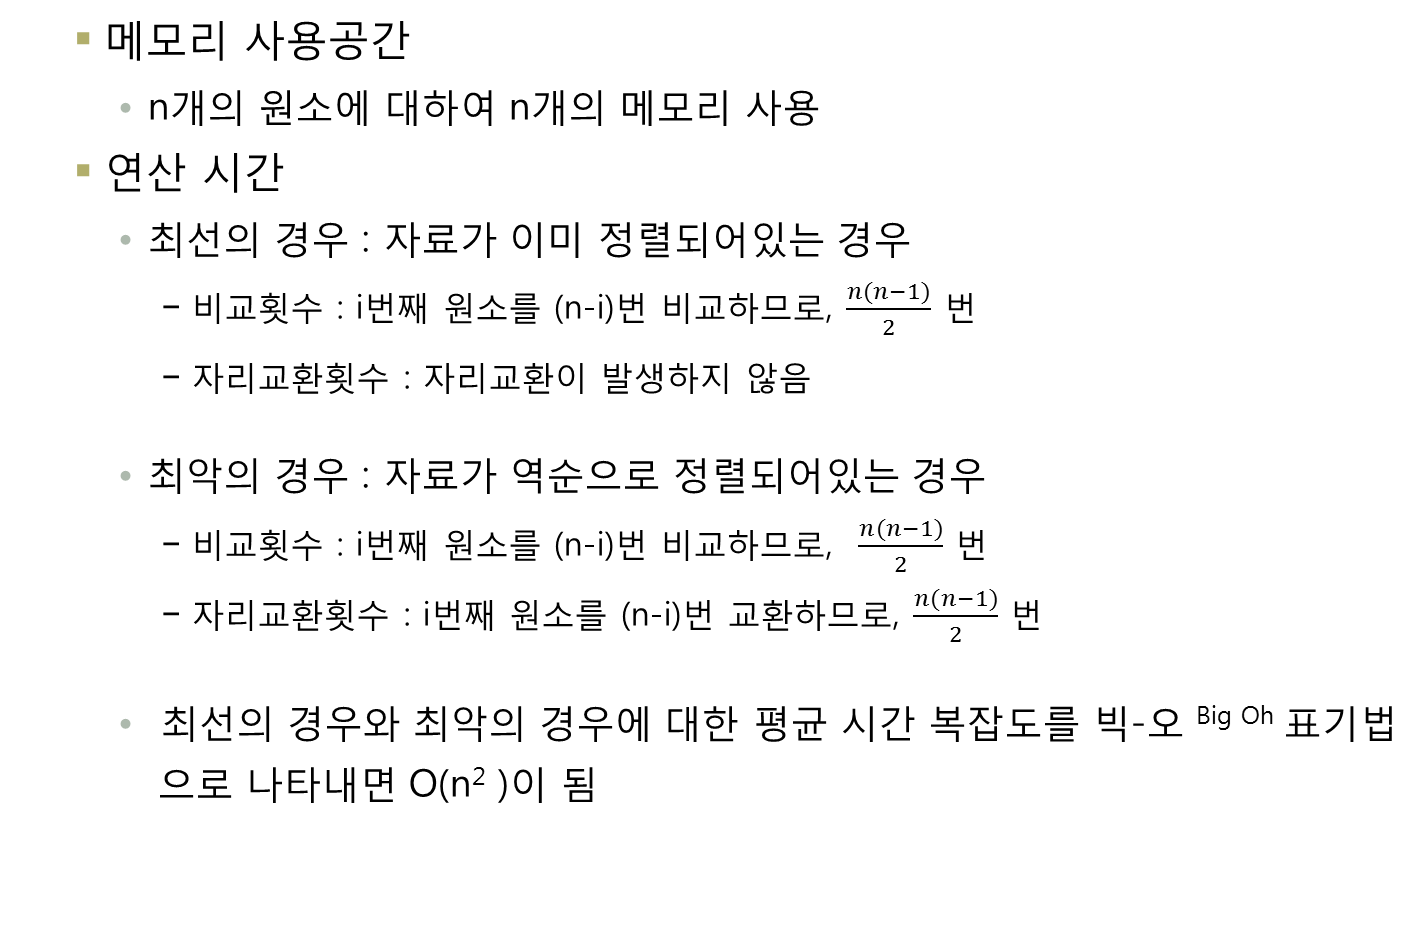 ▪ 메모리 사용공간
• n개의 원소에 대하여 n개의 메모리 사용
▪ 연산 시간
• 최선의 경우 : 자료가 이미 정렬되어있는 경우
− 비교횟수 : i번째 원소를 (n-i)번 비교하므로, n(n−1)/2 번
− 자리교환횟수 : 자리교환이 발생하지 않음
• 최악의 경우 : 자료가 역순으로 정렬되어있는 경우
− 비교횟수 : i번째 원소를 (n-i)번 비교하므로, n(n−1)/2 번
− 자리교환횟수 : i번째 원소를 (n-i)번 교환하므로, n(n−1)/2 번
• 최선의 경우와 최악의 경우에 대한 평균 시간 복잡도를 빅-오 Big Oh 표기법
으로 나타내면 O(n² )이 됨